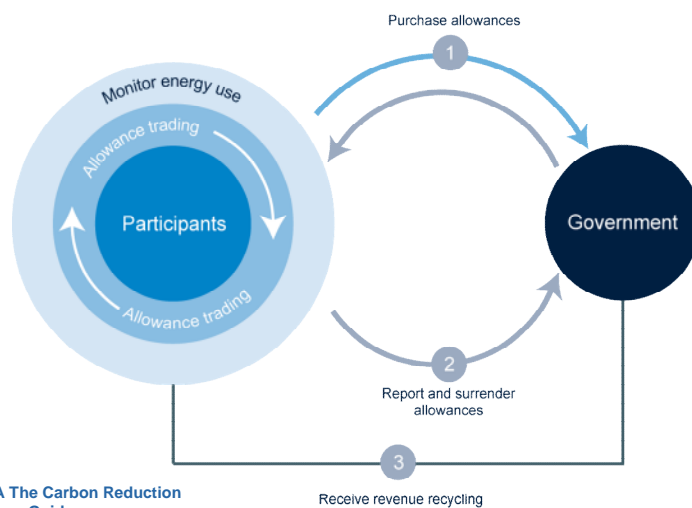 Purchase allowances
1
Monitor energy use
Allowance trading
Participants
Government
Allowance trading
2
Report and surrender
allowances
3
A The Carbon Reduction
Receive revenue recycling